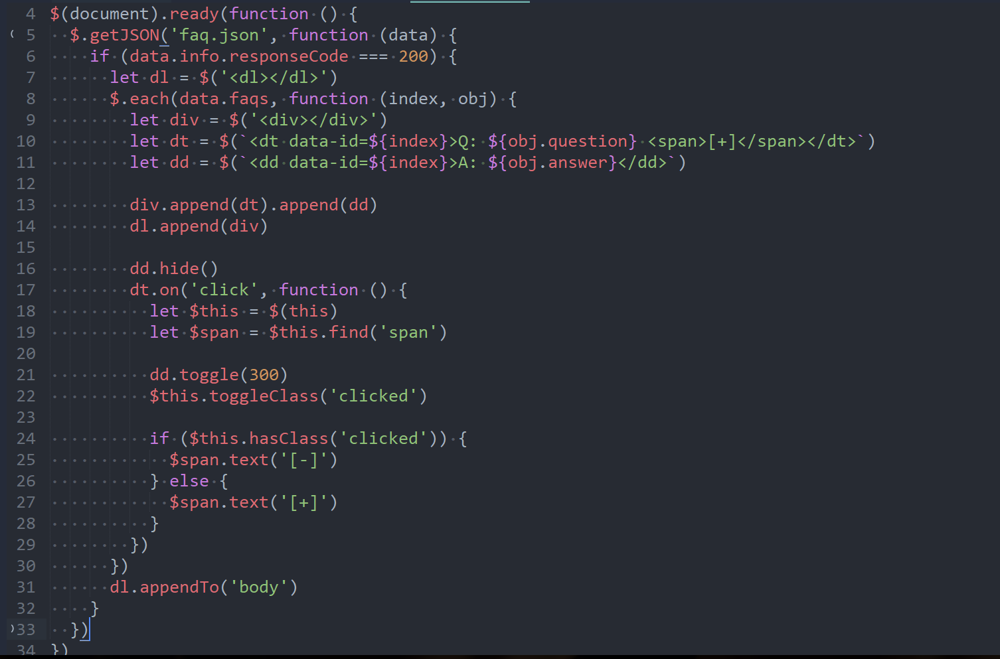 4 $(document).ready(function () {
5   $.getJSON('faq.json', function (data) {
6     if (data.info.responseCode === 200) {
7       let dl = $('<dl></dl>')
8       $.each(data.faqs, function (index, obj) {
9         let div = $('<div></div>')
10         let dt = $(`<dt data-id=${index}>Q: ${obj.question} <span>[+]</span></dt>`)
11         let dd = $(`<dd data-id=${index}>A: ${obj.answer}</dd>`)
12
13         div.append(dt).append(dd)
14         dl.append(div)
15
16         dd.hide()
17         dt.on('click', function () {
18           let $this = $(this)
19           let $span = $this.find('span')
20
21           dd.toggle(300)
22           $this.toggleClass('clicked')
23
24           if ($this.hasClass('clicked')) {
25             $span.text('[-]')
26           } else {
27             $span.text('[+]')
28           }
29         })
30       })
31       dl.appendTo('body')
32     }
33   })
34 })